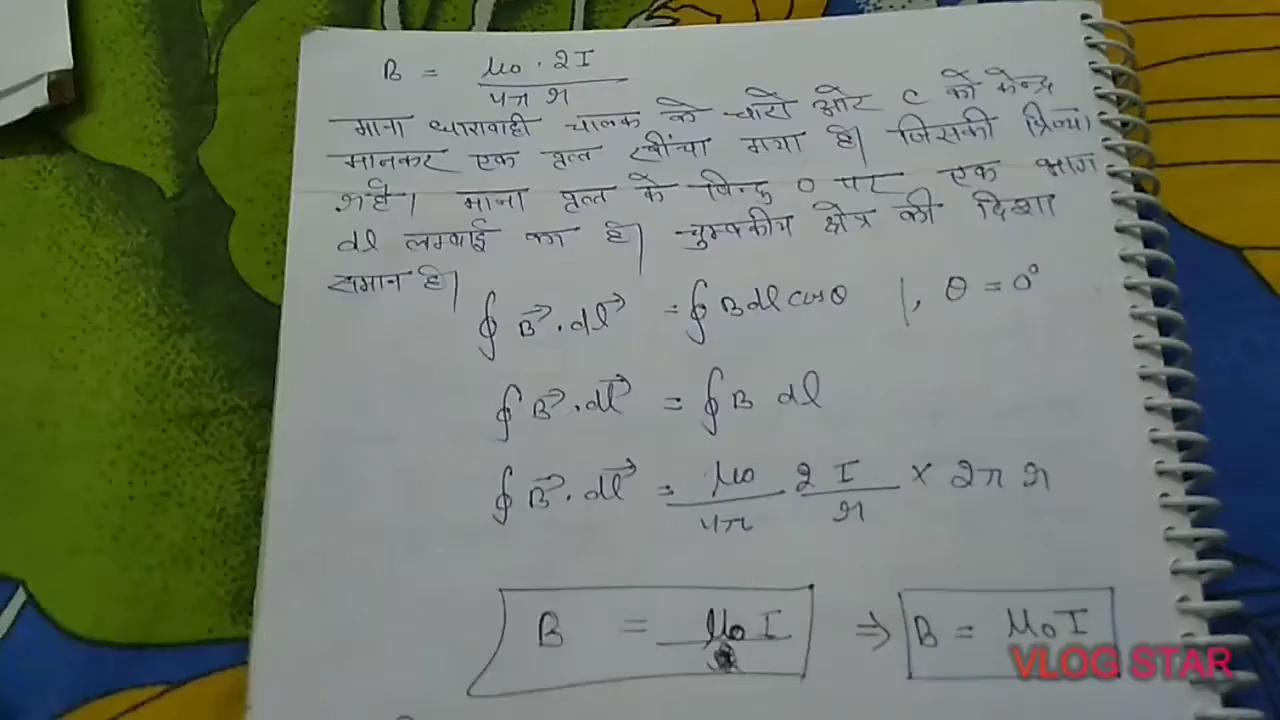 B = μ₀ · 2I / 4π r
माना धारावाही चालक के चारो ओर C को केन्द्र
मानकर एक वृत्त खींचा गया है। जिसकी त्रिज्या
r है। माना वृत्त के बिन्दु O पर एक भाग
dl लम्बाई का है। चुम्बकीय क्षेत्र की दिशा
समान है।
∮ B⃗ · dl⃗ = ∮ B dl cosθ |, θ = 0°
∮ B⃗ · dl⃗ = ∮ B dl
∮ B⃗ · dl⃗ = μ₀ / 4π 2 I / r × 2π r
B = μ₀ I ⇒ B = μ₀ I
VLOG STAR